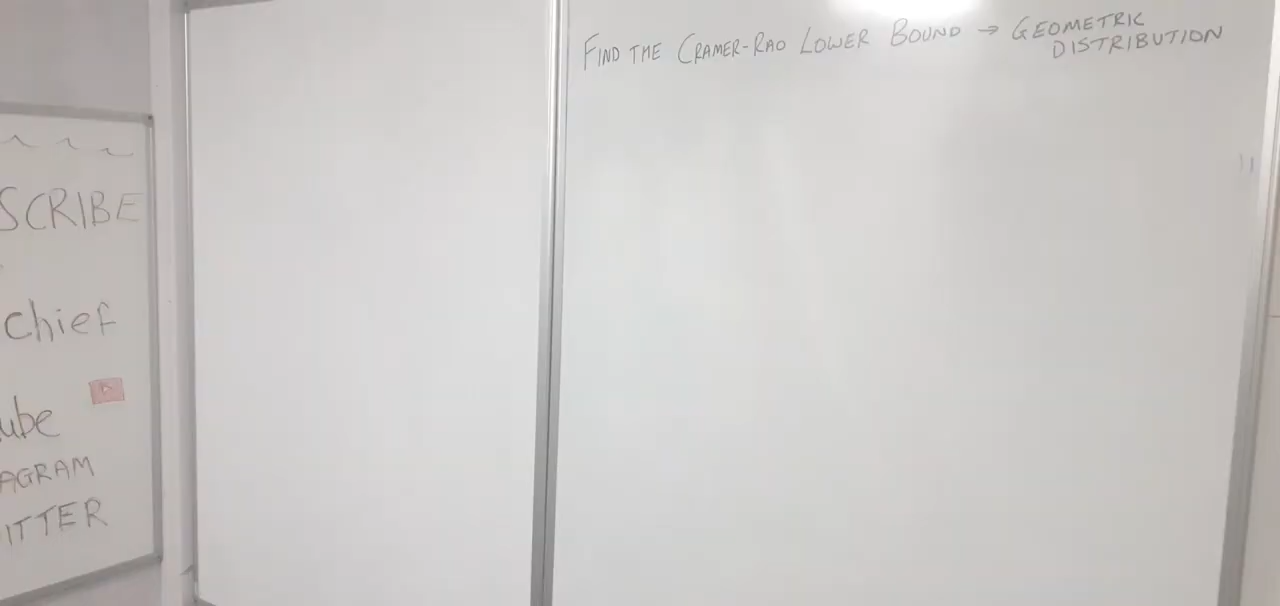 FIND THE CRAMER-RAO LOWER BOUND → GEOMETRIC
DISTRIBUTION
SCRIBE
chief
ube
AGRAM
ITTER